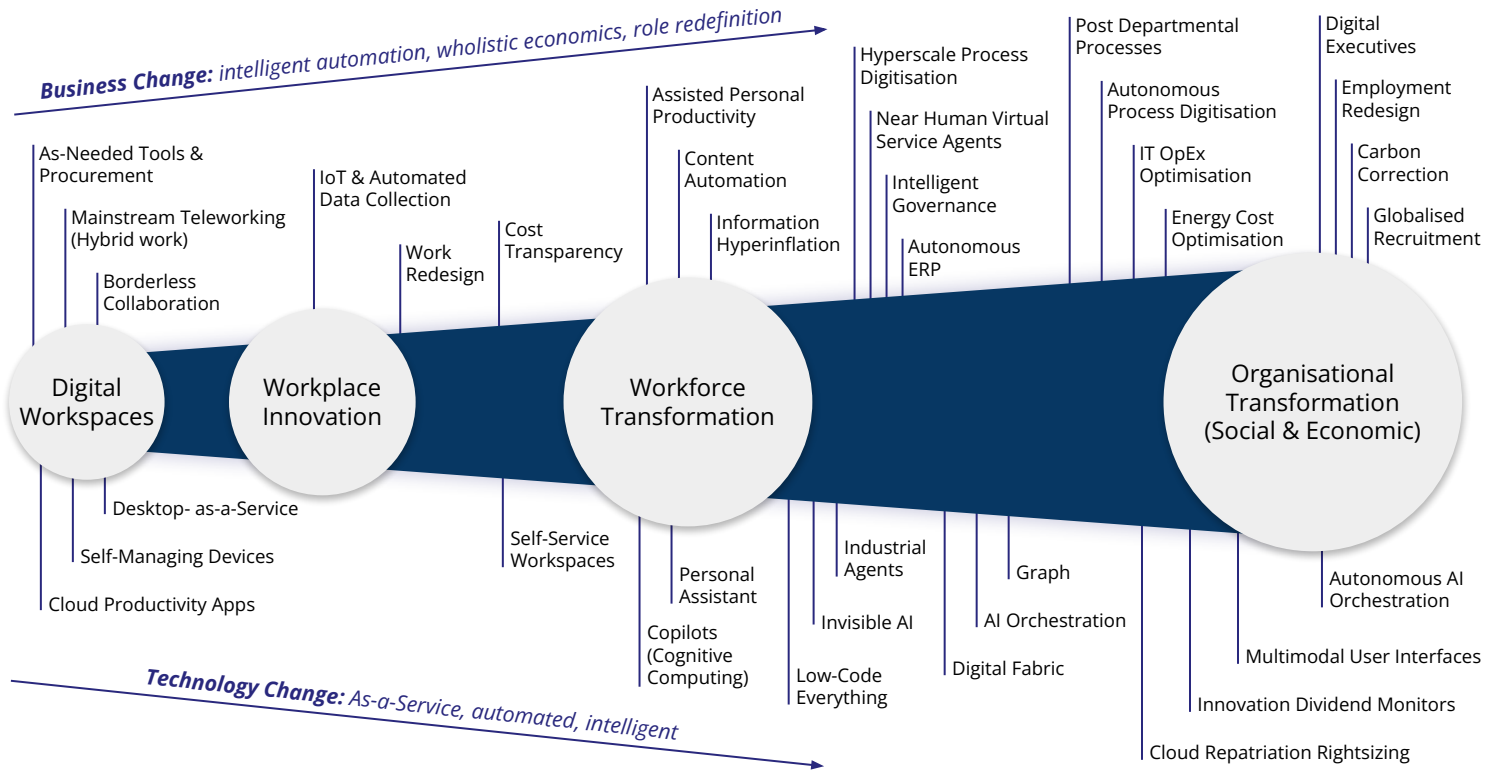 Business Change: intelligent automation, wholistic economics, role redefinition
As-Needed Tools &
Procurement
Mainstream Teleworking
(Hybrid work)
Borderless
Collaboration
IoT & Automated
Data Collection
Work
Redesign
Cost
Transparency
Assisted Personal
Productivity
Content
Automation
Information
Hyperinflation
Hyperscale Process
Digitisation
Near Human Virtual
Service Agents
Intelligent
Governance
Autonomous
ERP
Post Departmental
Processes
Autonomous
Process Digitisation
IT OpEx
Optimisation
Energy Cost
Optimisation
Digital
Executives
Employment
Redesign
Carbon
Correction
Globalised
Recruitment
Digital
Workspaces
Workplace
Innovation
Workforce
Transformation
Organisational
Transformation
(Social & Economic)
Desktop- as-a-Service
Self-Managing Devices
Cloud Productivity Apps
Self-Service
Workspaces
Personal
Assistant
Copilots
(Cognitive
Computing)
Industrial
Agents
Invisible AI
Low-Code
Everything
Graph
AI Orchestration
Digital Fabric
Autonomous AI
Orchestration
Multimodal User Interfaces
Innovation Dividend Monitors
Cloud Repatriation Rightsizing
Technology Change: As-a-Service, automated, intelligent